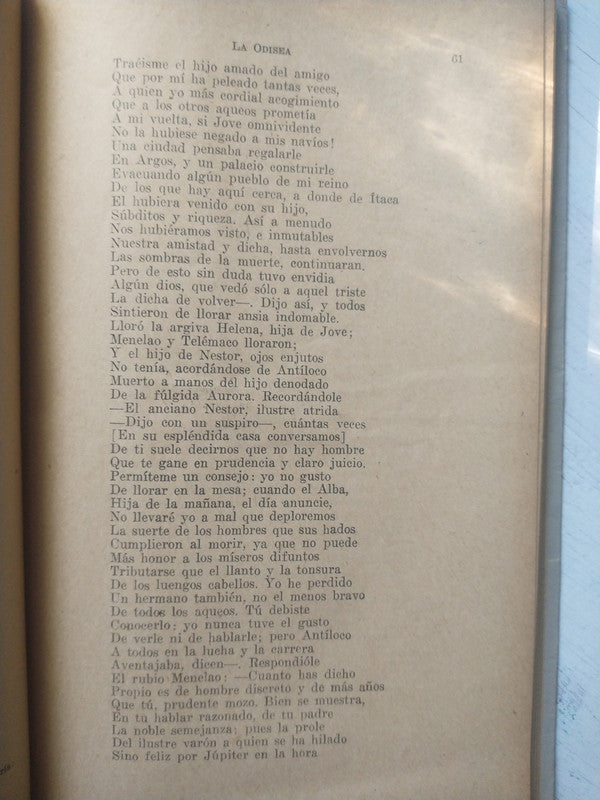 LA ODISEA
61
Traéisme el hijo amado del amigo
Que por mí ha peleado tantas veces,
A quien yo más cordial acogimiento
Que a los otros aqueos prometía
A mi vuelta, si Jove omnividente
No la hubiese negado a mis navíos!
Una ciudad pensaba regalarle
En Argos, y un palacio construirle
Evacuando algún pueblo de mi reino
De los que hay aquí cerca, a donde de Ítaca
El hubiera venido con su hijo,
Súbditos y riqueza. Así a menudo
Nos hubiéramos visto, e inmutables
Nuestra amistad y dicha, hasta envolvernos
Las sombras de la muerte, continuaran.
Pero de esto sin duda tuvo envidia
Algún dios, que vedó sólo a aquel triste
La dicha de volver—. Dijo así, y todos
Sintieron de llorar ansia indomable.
Lloró la argiva Helena, hija de Jove;
Menelao y Telémaco lloraron;
Y el hijo de Nestor, ojos enjutos
No tenía, acordándose de Antíloco
Muerto a manos del hijo denodado
De la fúlgida Aurora. Recordándole
—El anciano Nestor, ilustre atrida
—Dijo con un suspiro—, cuántas veces
[En su espléndida casa conversamos]
De ti suele decirnos que no hay hombre
Que te gane en prudencia y claro juicio.
Permíteme un consejo: yo no gusto
De llorar en la mesa; cuando el Alba,
Hija de la mañana, el día anuncie,
No llevaré yo a mal que deploremos
La suerte de los hombres que sus hados
Cumplieron al morir, ya que no puede
Más honor a los míseros difuntos
Tributarse que el llanto y la tonsura
De los luengos cabellos. Yo he perdido
Un hermano también, no el menos bravo
De todos los aqueos. Tú debiste
Conocerlo; yo nunca tuve el gusto
De verle ni de hablarle; pero Antíloco
A todos en la lucha y la carrera
Aventajaba, dicen—. Respondióle
El rubio Menelao: —Cuanto has dicho
Propio es de hombre discreto y de más años
Que tú, prudente mozo. Bien se muestra,
En tu hablar razonado, de tu padre
La noble semejanza; pues la prole
Del ilustre varón a quien se ha hilado
Sino feliz por Júpiter en la hora